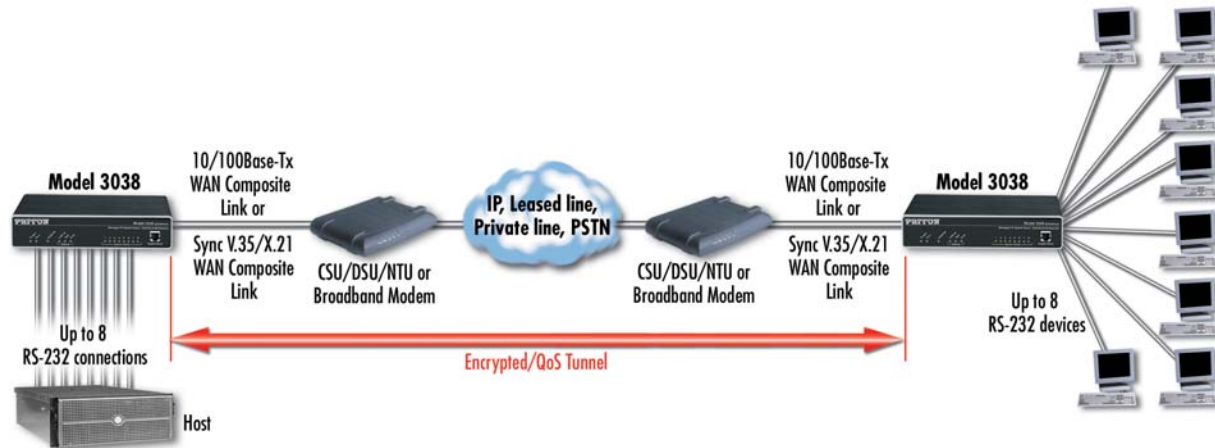 Model 3038
PATTON
10/100Base-Tx
WAN Composite
Link or
Sync V.35/X.21
WAN Composite
Link
CSU/DSU/NTU or
Broadband Modem
IP, Leased line,
Private line, PSTN
CSU/DSU/NTU or
Broadband Modem
10/100Base-Tx
WAN Composite
Link or
Sync V.35/X.21
WAN Composite
Link
Model 3038
PATTON
Up to 8
RS-232 connections
Host
Encrypted/QoS Tunnel
Up to 8
RS-232 devices